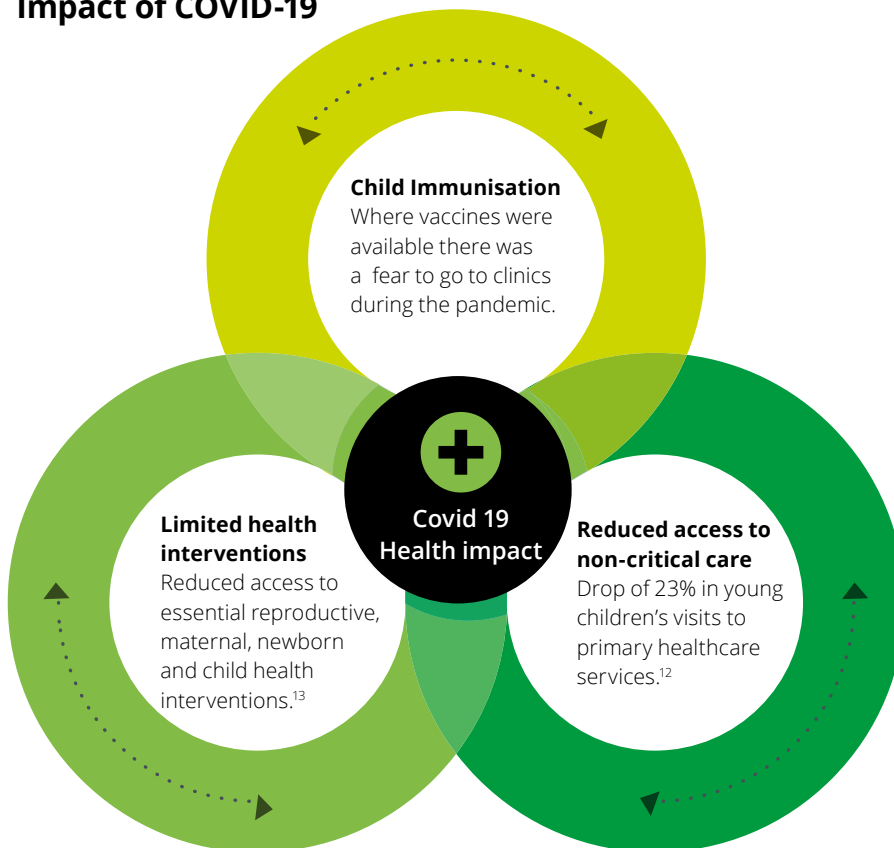 Impact of COVID-19
Child Immunisation
Where vaccines were
available there was
a fear to go to clinics
during the pandemic.
Covid 19
Health impact
Limited health
interventions
Reduced access to
essential reproductive,
maternal, newborn
and child health
interventions.13
Reduced access to
non-critical care
Drop of 23% in young
children’s visits to
primary healthcare
services.12